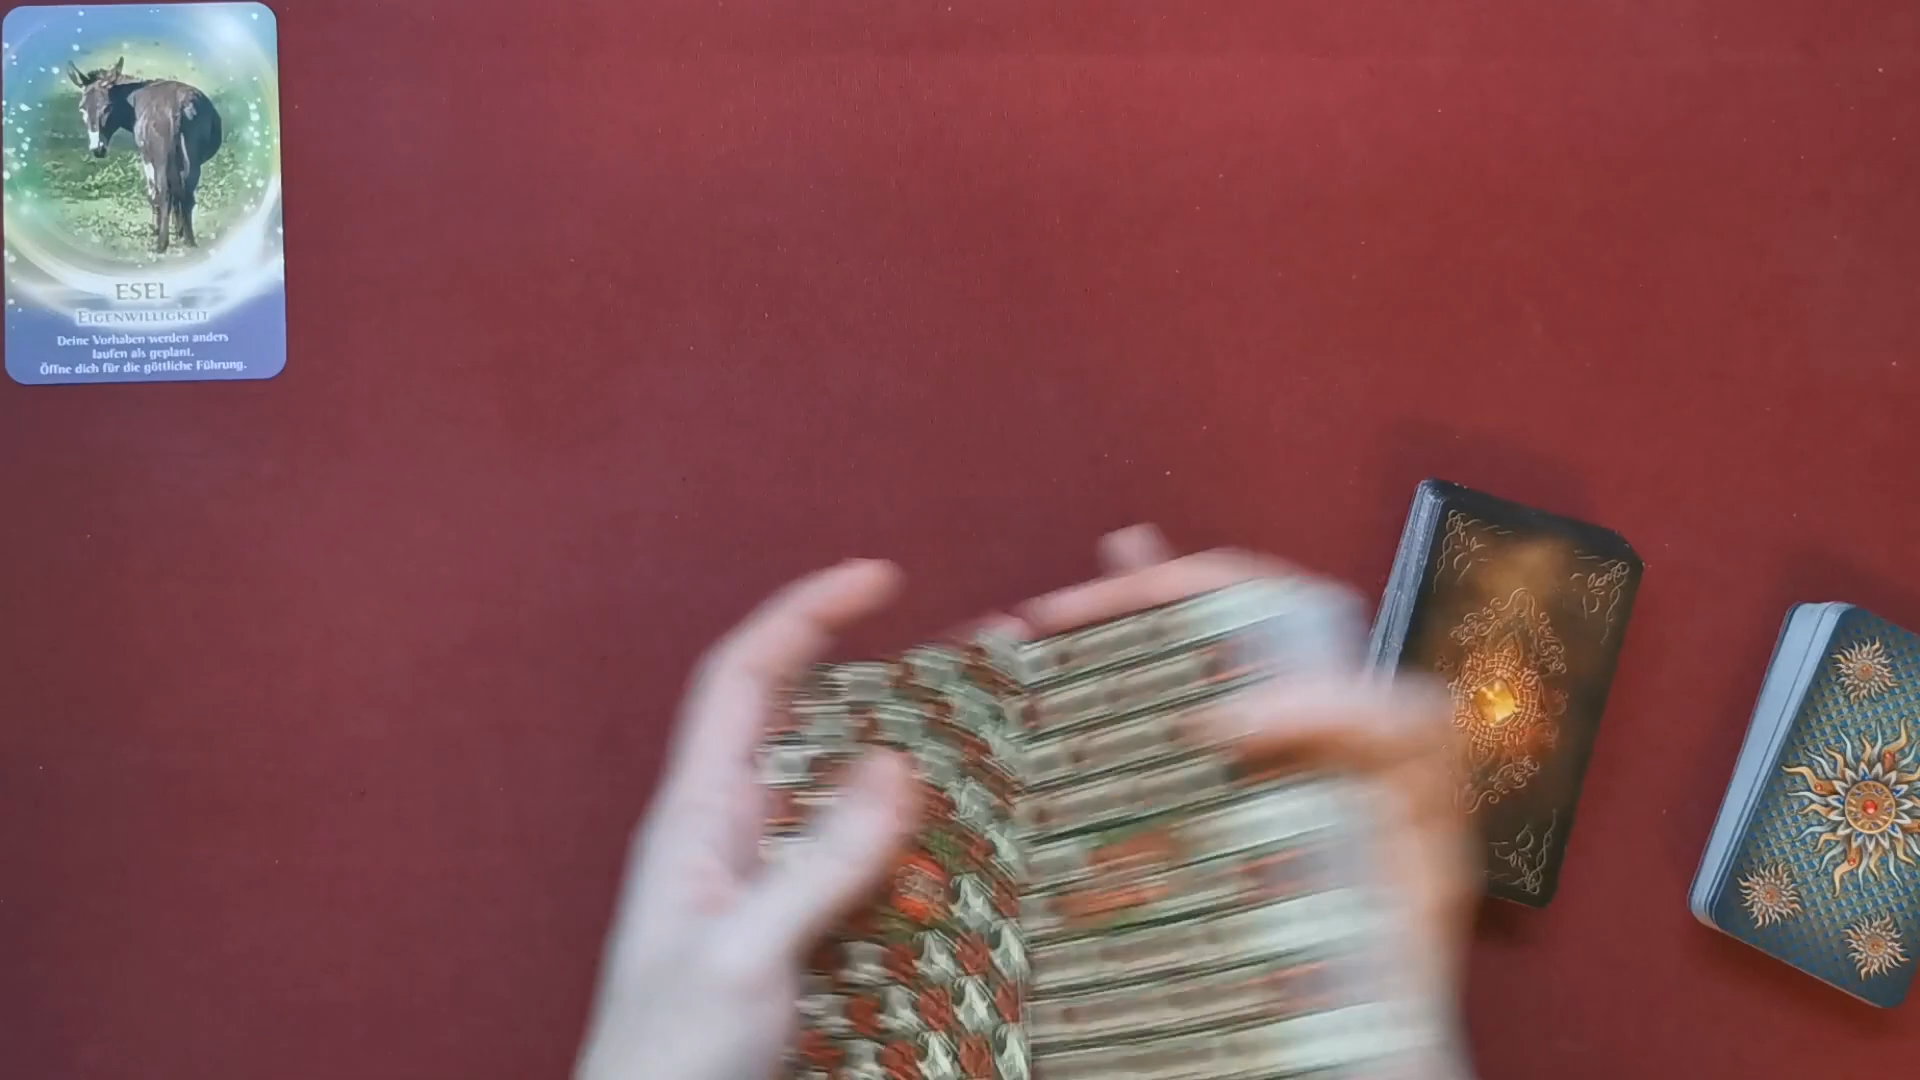 ESEL
EIGENWILLIGKEIT
Deine Vorhaben werden anders
laufen als geplant.
Öffne dich für die göttliche Führung.